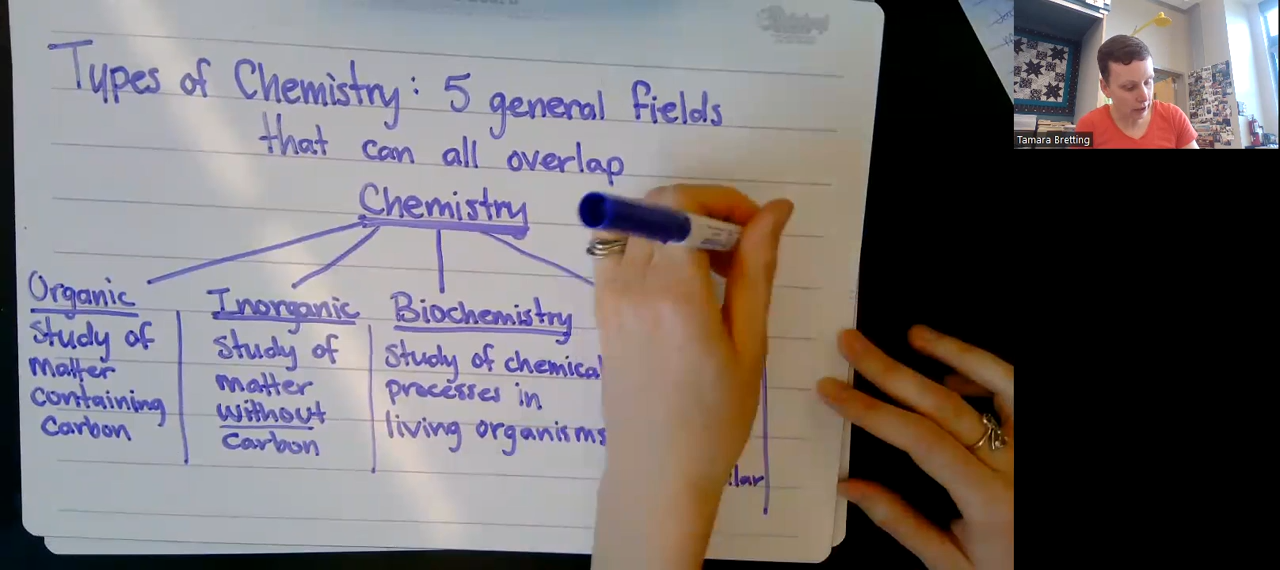 Types of Chemistry: 5 general fields
that can all overlap
Chemistry
Organic
study of
matter
containing
Carbon
Inorganic
study of
matter
without
Carbon
Biochemistry
study of chemical
processes in
living organisms
Tamara Bretting